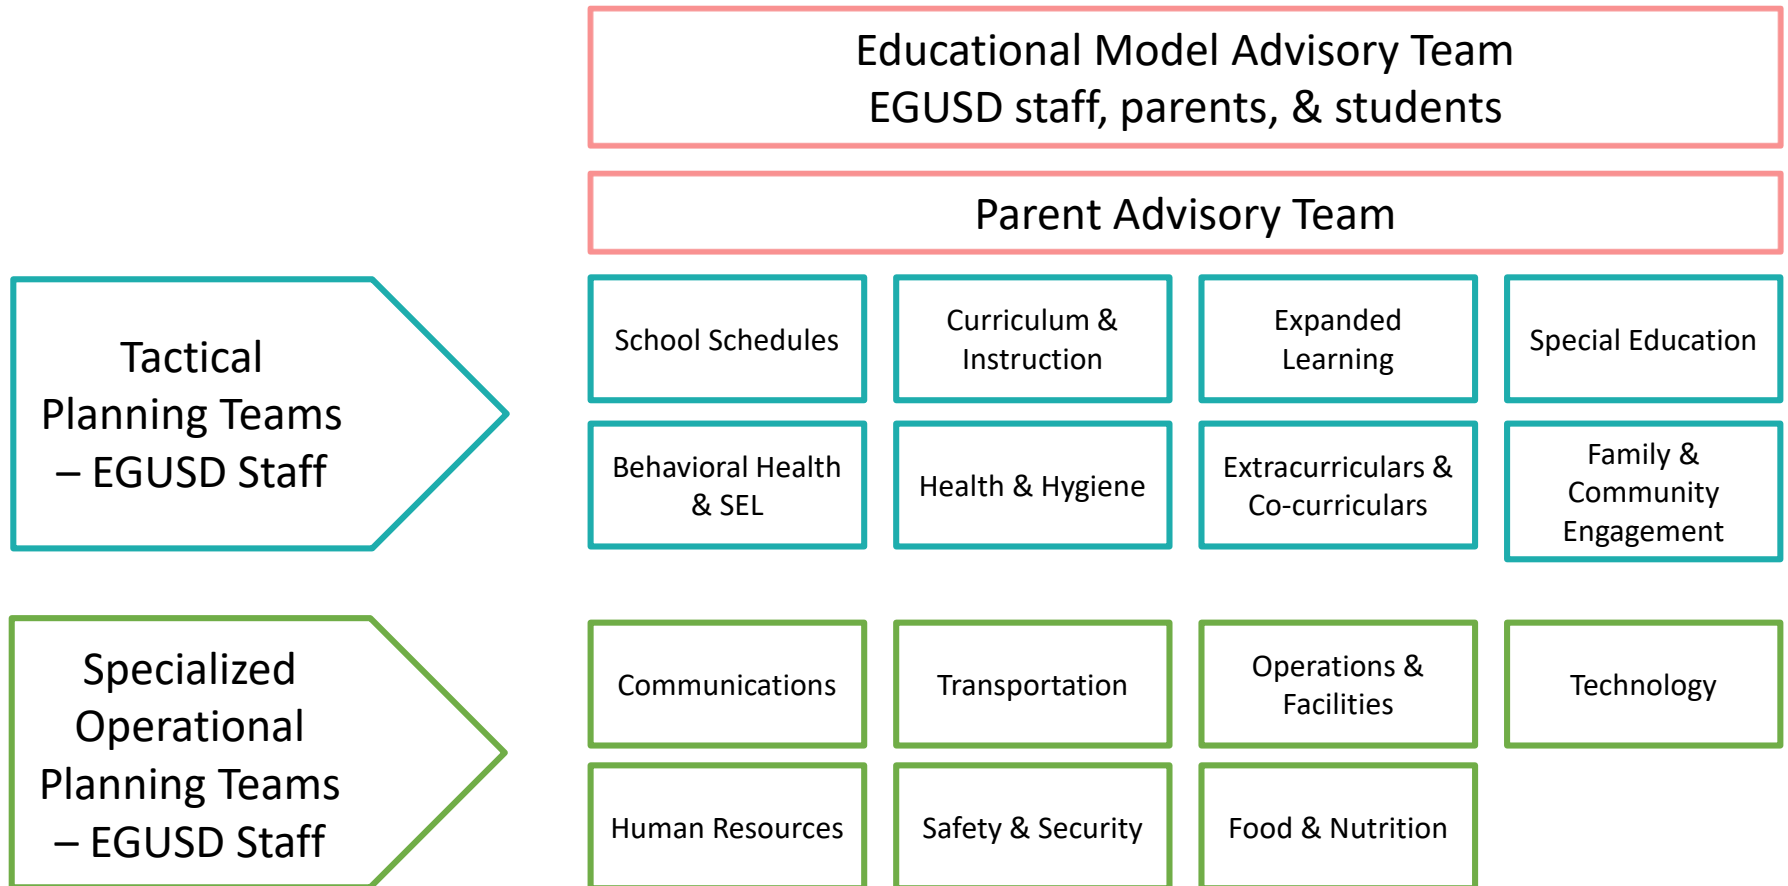 Educational Model Advisory Team
EGUSD staff, parents, & students
Parent Advisory Team
Tactical
Planning Teams
– EGUSD Staff
School Schedules
Curriculum &
Instruction
Expanded
Learning
Special Education
Behavioral Health
& SEL
Health & Hygiene
Extracurriculars &
Co-curriculars
Family &
Community
Engagement
Specialized
Operational
Planning Teams
– EGUSD Staff
Communications
Transportation
Operations &
Facilities
Technology
Human Resources
Safety & Security
Food & Nutrition